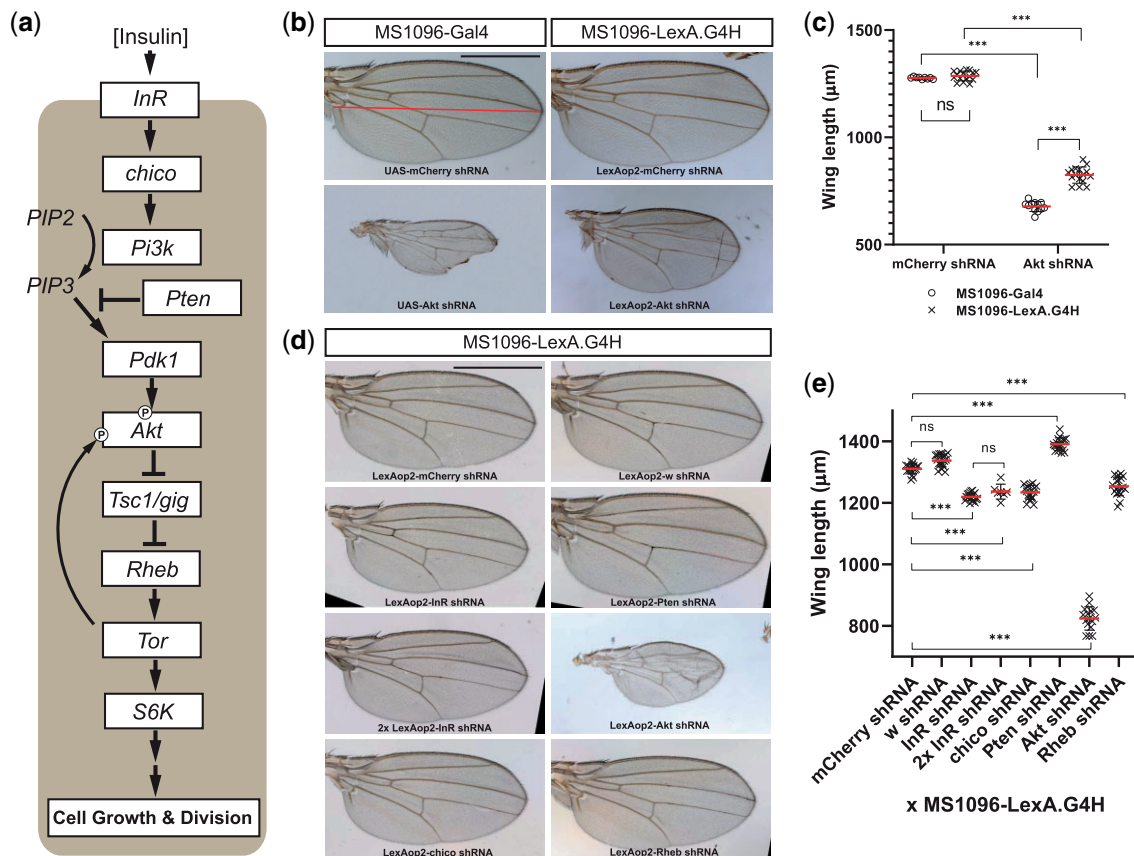 (a)
[Insulin]
InR
chico
PIP2
Pi3k
PIP3
Pten
Pdk1
P
P
Akt
Tsc1/gig
Rheb
Tor
S6K
Cell Growth & Division
(b)
MS1096-Gal4
MS1096-LexA.G4H
UAS-mCherry shRNA
LexAop2-mCherry shRNA
UAS-Akt shRNA
LexAop2-Akt shRNA
(c)
Wing length (µm)
1500
1000
500
***
***
ns
***
mCherry shRNA
Akt shRNA
MS1096-Gal4
MS1096-LexA.G4H
(d)
MS1096-LexA.G4H
LexAop2-mCherry shRNA
LexAop2-w shRNA
LexAop2-InR shRNA
LexAop2-Pten shRNA
2x LexAop2-InR shRNA
LexAop2-Akt shRNA
LexAop2-chico shRNA
LexAop2-Rheb shRNA
(e)
Wing length (µm)
1400
1200
1000
800
***
***
ns
ns
***
***
***
***
mCherry shRNA
w shRNA
InR shRNA
2x InR shRNA
chico shRNA
Pten shRNA
Akt shRNA
Rheb shRNA
x MS1096-LexA.G4H